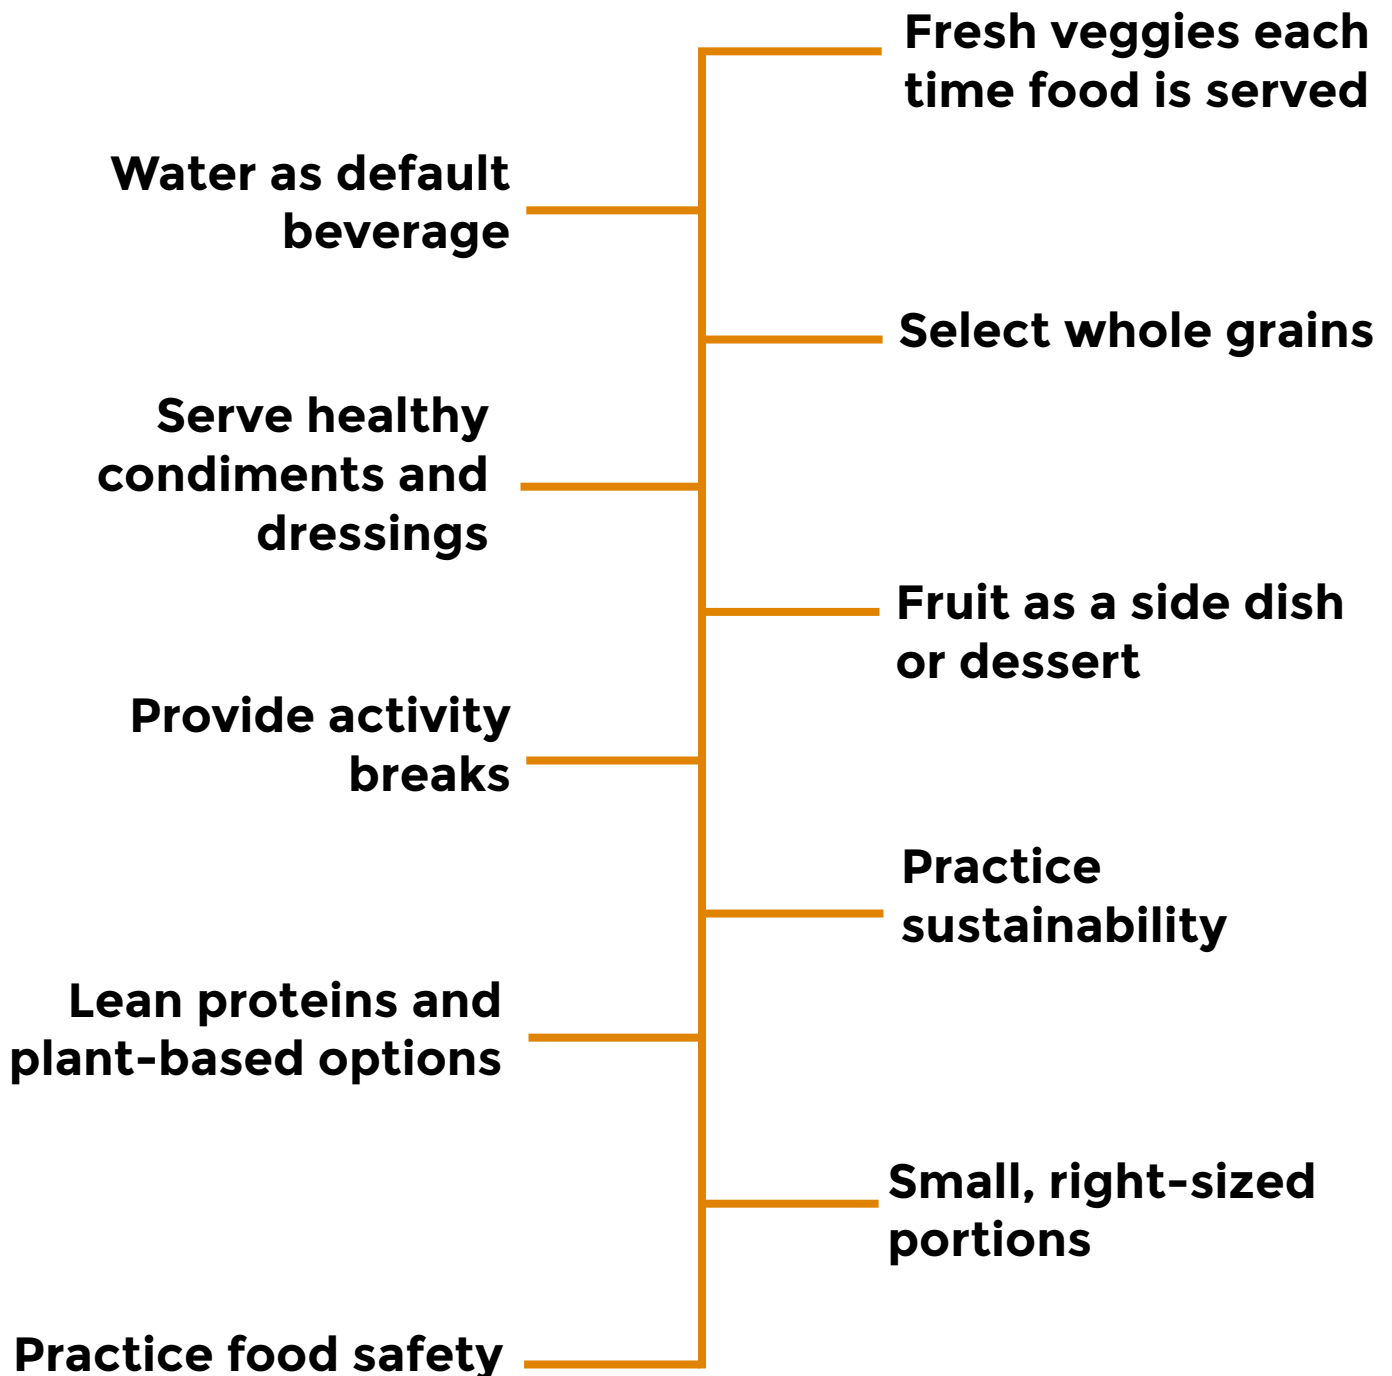 Fresh veggies each
time food is served
Water as default
beverage
Select whole grains
Serve healthy
condiments and
dressings
Fruit as a side dish
or dessert
Provide activity
breaks
Practice
sustainability
Lean proteins and
plant-based options
Small, right-sized
portions
Practice food safety